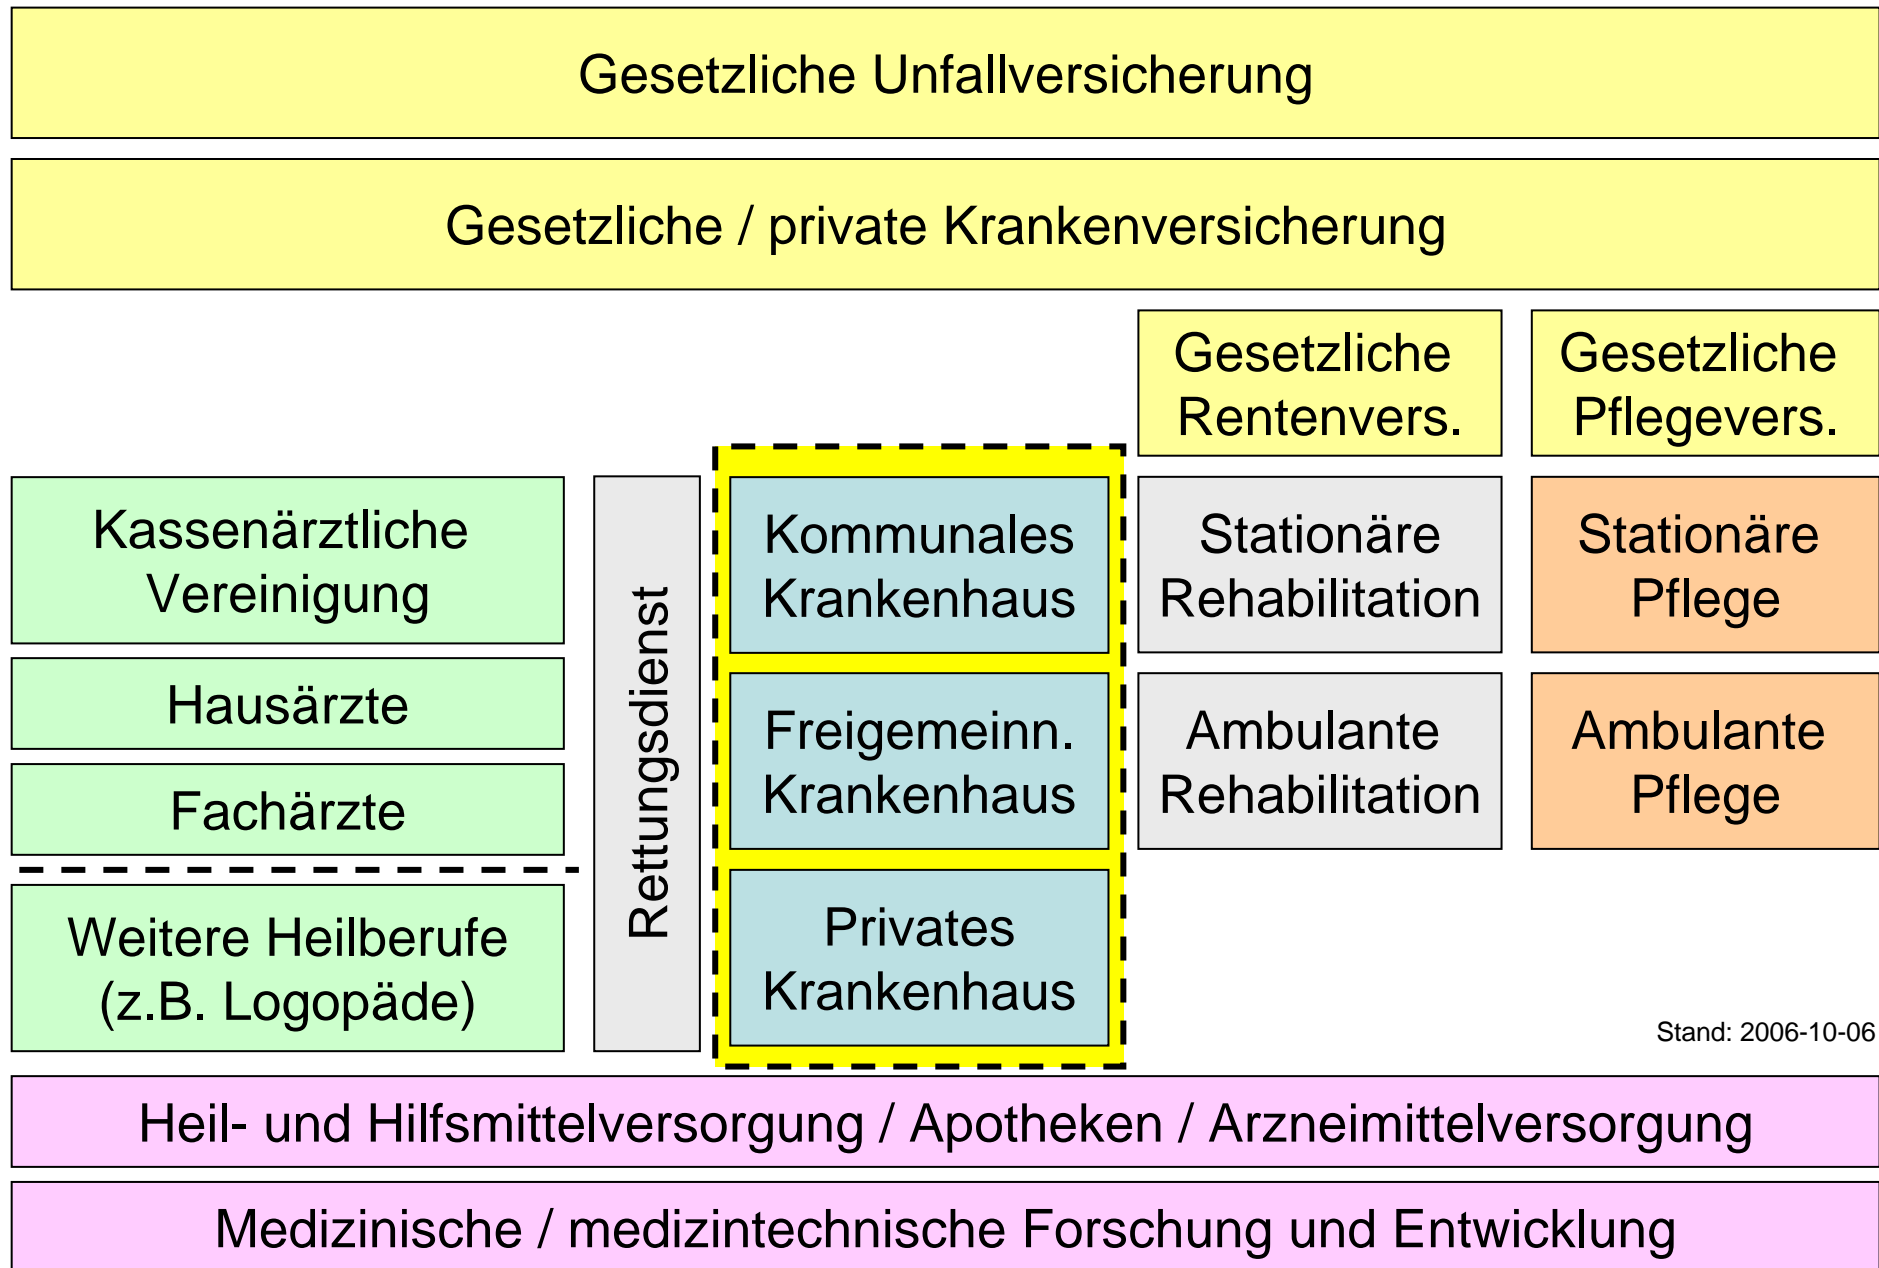 Gesetzliche Unfallversicherung
Gesetzliche / private Krankenversicherung
Gesetzliche
Rentenvers.
Gesetzliche
Pflegevers.
Kassenärztliche
Vereinigung
Hausärzte
Fachärzte
Weitere Heilberufe
(z.B. Logopäde)
Rettungsdienst
Kommunales
Krankenhaus
Freigemeinn.
Krankenhaus
Privates
Krankenhaus
Stationäre
Rehabilitation
Ambulante
Rehabilitation
Stationäre
Pflege
Ambulante
Pflege
Stand: 2006-10-06
Heil- und Hilfsmittelversorgung / Apotheken / Arzneimittelversorgung
Medizinische / medizintechnische Forschung und Entwicklung